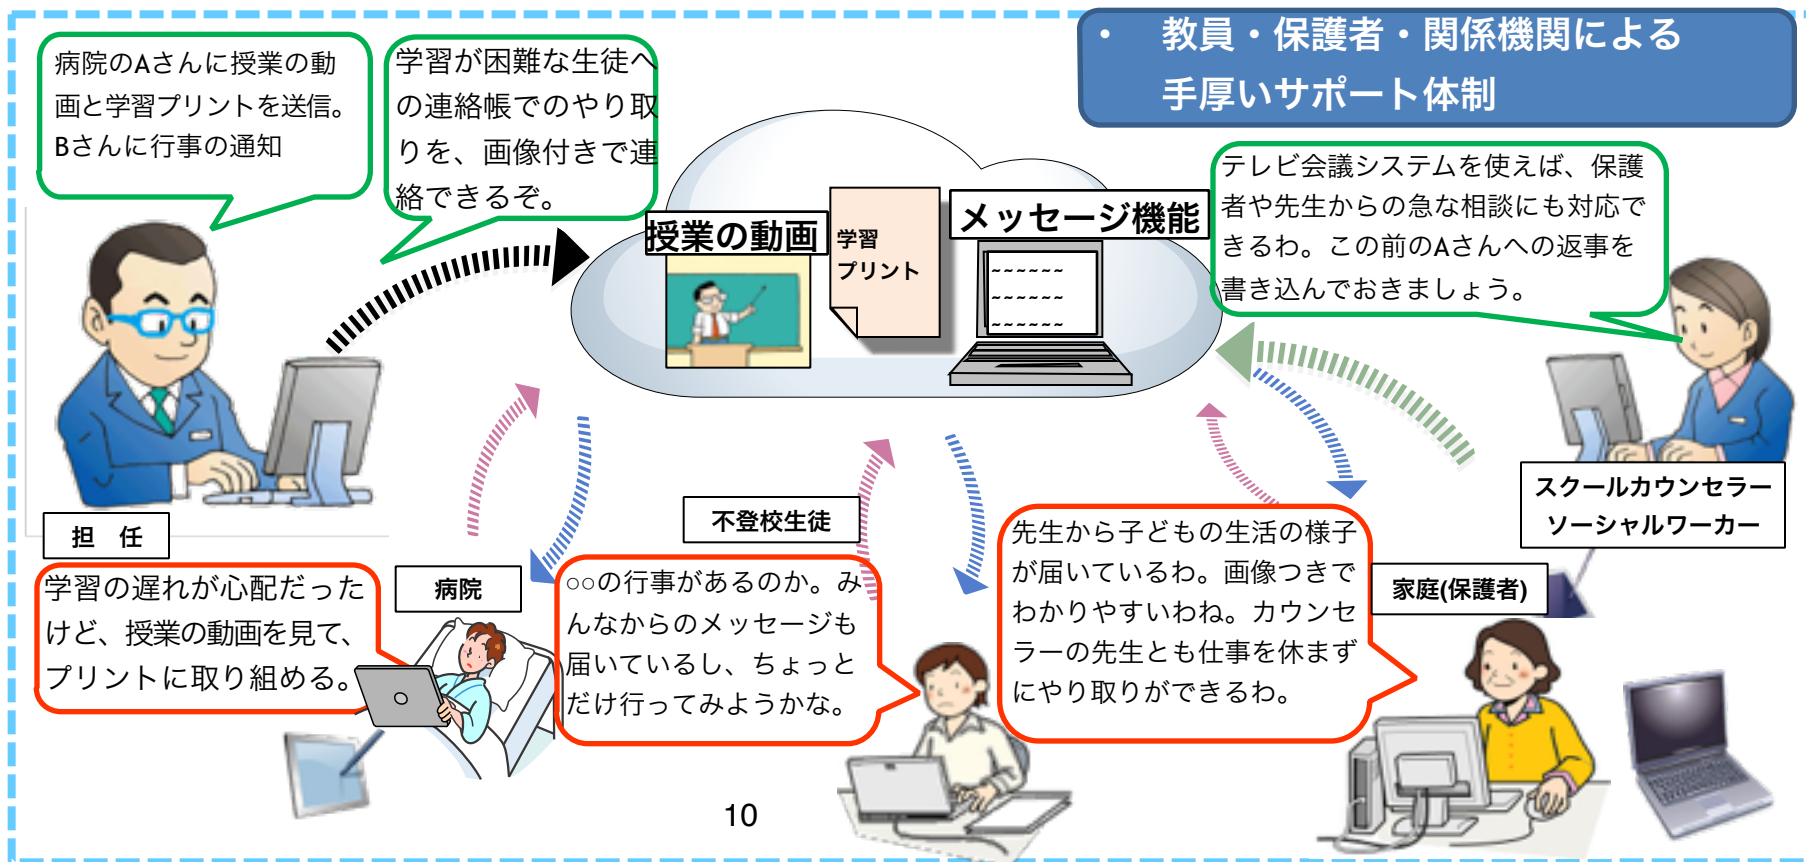 ・ 教員・保護者・関係機関による
手厚いサポート体制
病院のAさんに授業の動
画と学習プリントを送信。
Bさんに行事の通知
学習が困難な生徒へ
の連絡帳でのやり取
りを、画像付きで連
絡できるぞ。
授業の動画
学習
プリント
メッセージ機能
~~~~~~
~~~~~~
~~~~~~
テレビ会議システムを使えば、保護
者や先生からの急な相談にも対応で
きるわ。この前のAさんへの返事を
書き込んでおきましょう。
担 任
スクールカウンセラー
ソーシャルワーカー
学習の遅れが心配だった
けど、授業の動画を見て、
プリントに取り組める。
病院
不登校生徒
○○の行事があるのか。み
んなからのメッセージも
届いているし、ちょっと
だけ行ってみようかな。
先生から子どもの生活の様子
が届いているわ。画像つきで
わかりやすいわね。カウンセ
ラーの先生とも仕事を休まず
にやり取りができるわ。
家庭(保護者)
10